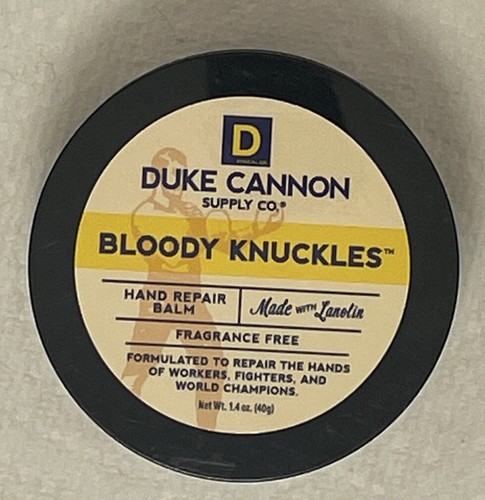 D
DUKE CANNON
SUPPLY CO.®
BLOODY KNUCKLES™
HAND REPAIR
BALM
Made WITH Lanolin
FRAGRANCE FREE
FORMULATED TO REPAIR THE HANDS
OF WORKERS, FIGHTERS, AND
WORLD CHAMPIONS.
Net Wt. 1.4 oz. (40g)